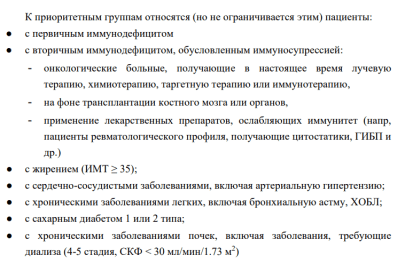 К приоритетным группам относятся (но не ограничивается этим) пациенты:
● с первичным иммунодефицитом
● с вторичным иммунодефицитом, обусловленным иммуносупрессией:
- онкологические больные, получающие в настоящее время лучевую
терапию, химиотерапию, таргетную терапию или иммунотерапию,
- на фоне трансплантации костного мозга или органов,
- применение лекарственных препаратов, ослабляющих иммунитет (напр,
пациенты ревматологического профиля, получающие цитостатики, ГИБП и
др.)
● с жирением (ИМТ ≥ 35);
● с сердечно-сосудистыми заболеваниями, включая артериальную гипертензию;
● с хроническими заболеваниями легких, включая бронхиальную астму, ХОБЛ;
● с сахарным диабетом 1 или 2 типа;
● с хроническими заболеваниями почек, включая заболевания, требующие
диализа (4-5 стадия, СКФ < 30 мл/мин/1.73 м²)